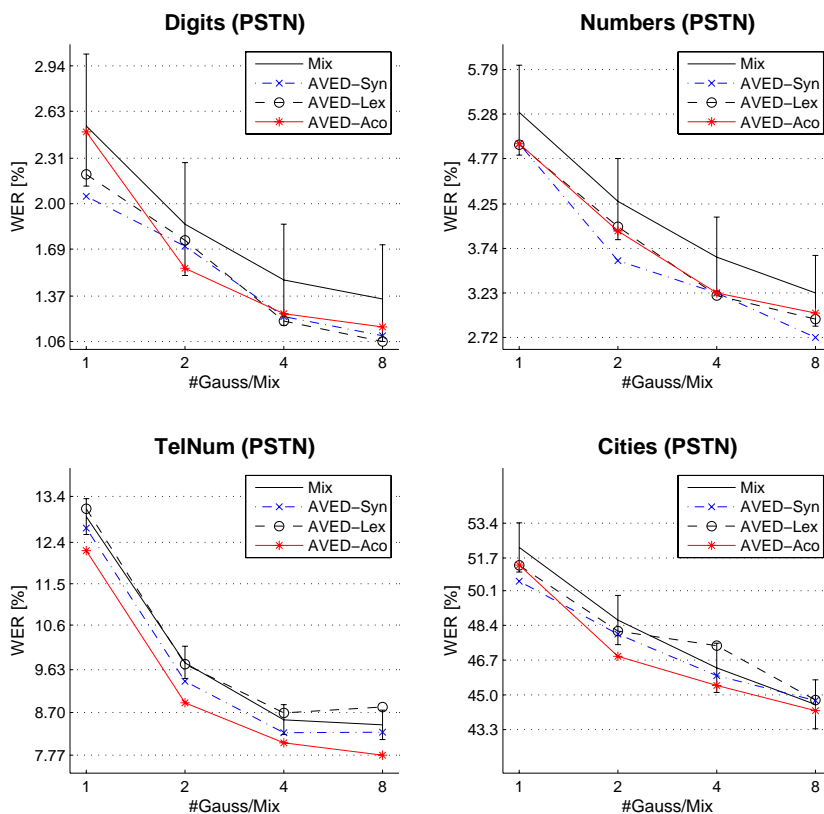 Digits (PSTN)
WER [%]
2.94
2.63
2.31
2.00
1.69
1.37
1.06
Mix
AVED−Syn
AVED−Lex
AVED−Aco
1 2 4 8
#Gauss/Mix
Numbers (PSTN)
WER [%]
5.79
5.28
4.77
4.25
3.74
3.23
2.72
Mix
AVED−Syn
AVED−Lex
AVED−Aco
1 2 4 8
#Gauss/Mix
TelNum (PSTN)
WER [%]
13.4
12.4
11.5
10.6
9.63
8.70
7.77
Mix
AVED−Syn
AVED−Lex
AVED−Aco
1 2 4 8
#Gauss/Mix
Cities (PSTN)
WER [%]
53.4
51.7
50.1
48.4
46.7
45.0
43.3
Mix
AVED−Syn
AVED−Lex
AVED−Aco
1 2 4 8
#Gauss/Mix